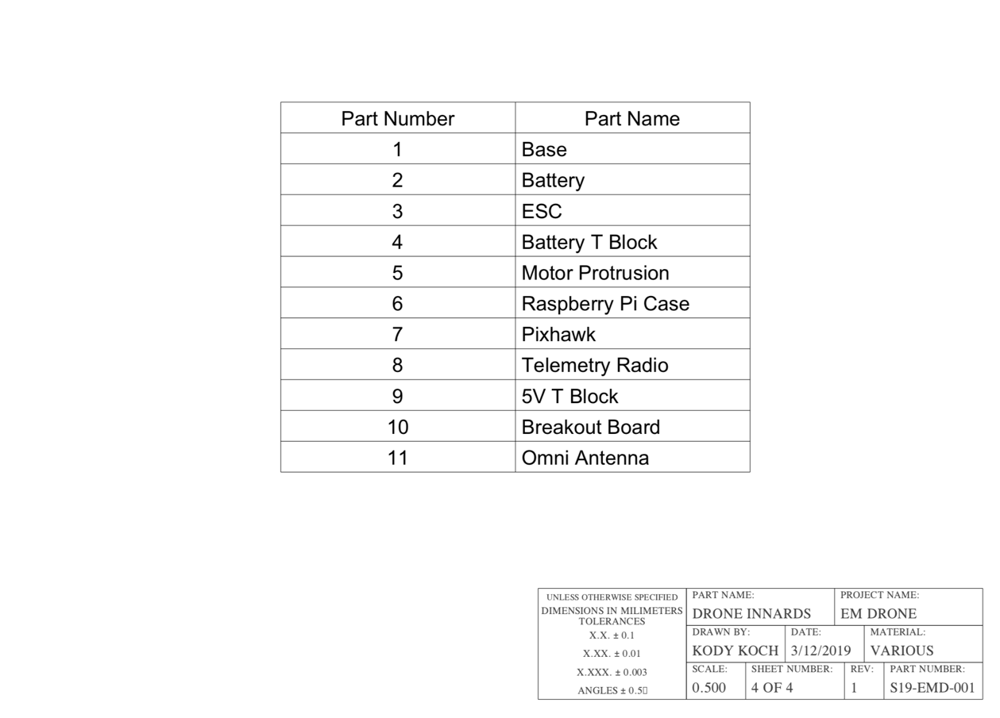 Part Number Part Name
1 Base
2 Battery
3 ESC
4 Battery T Block
5 Motor Protrusion
6 Raspberry Pi Case
7 Pixhawk
8 Telemetry Radio
9 5V T Block
10 Breakout Board
11 Omni Antenna
UNLESS OTHERWISE SPECIFIED
DIMENSIONS IN MILIMETERS
TOLERANCES
X.X. ± 0.1
X.XX. ± 0.01
X.XXX. ± 0.003
ANGLES ± 0.5▯
PART NAME: PROJECT NAME:
DRONE INNARDS EM DRONE
DRAWN BY: DATE: MATERIAL:
KODY KOCH 3/12/2019 VARIOUS
SCALE: SHEET NUMBER: REV: PART NUMBER:
0.500 4 OF 4 1 S19-EMD-001